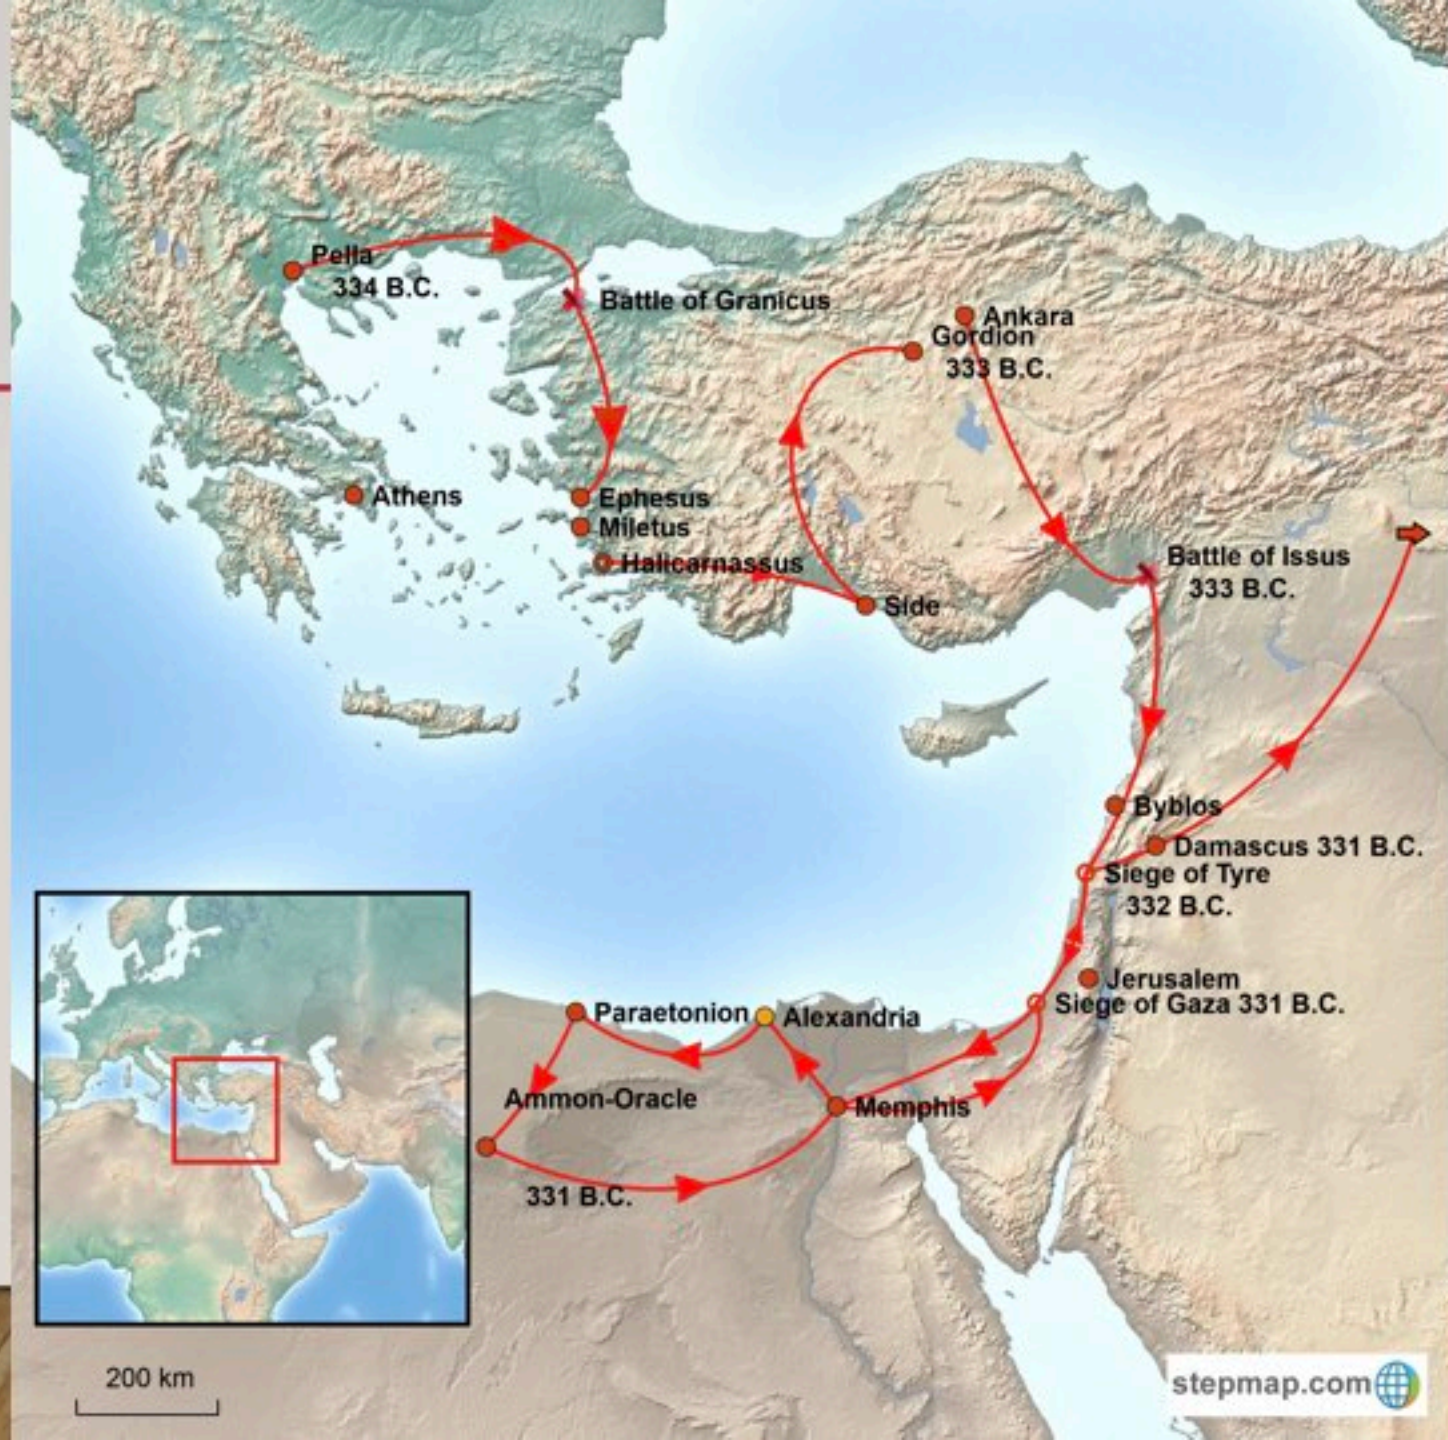 Pella
334 B.C.
Battle of Granicus
Ankara
Gordion
333 B.C.
Athens
Ephesus
Miletus
Halicarnassus
Side
Battle of Issus
333 B.C.
Byblos
Damascus 331 B.C.
Siege of Tyre
332 B.C.
Jerusalem
Siege of Gaza 331 B.C.
Paraetonion
Alexandria
Ammon-Oracle
Memphis
331 B.C.
200 km
stepmap.com